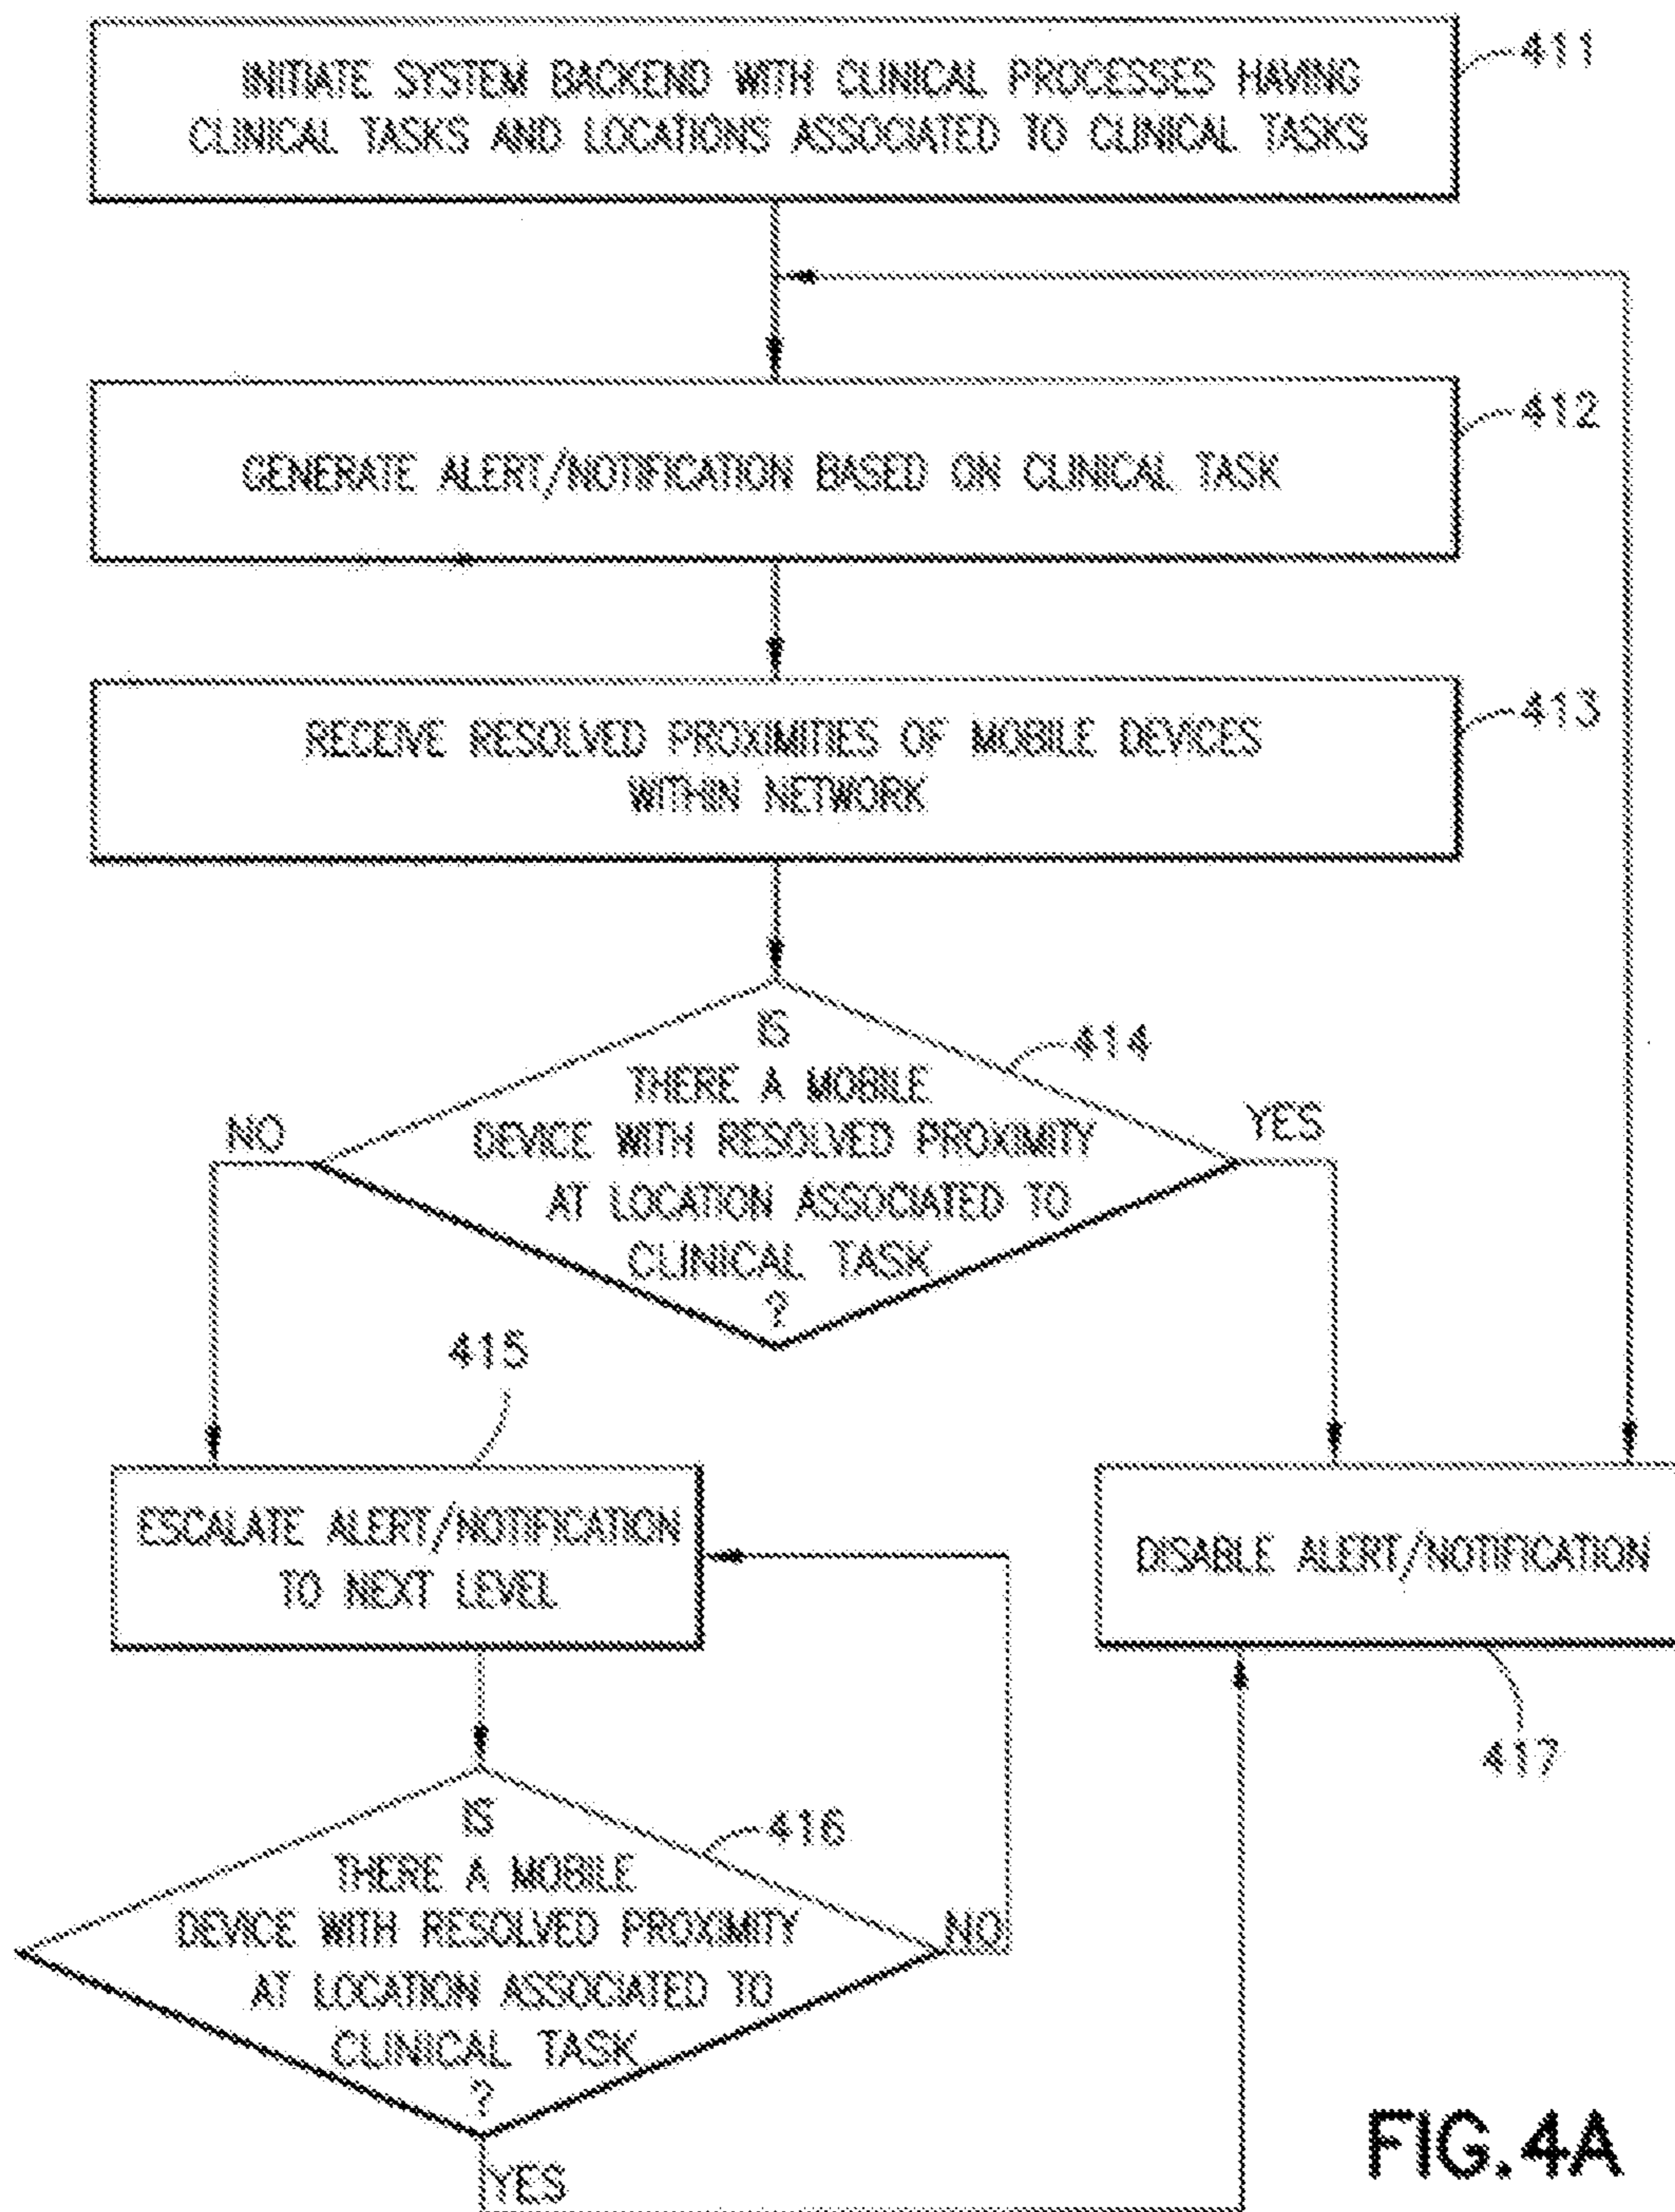 INITIATE SYSTEM BACKEND WITH CLINICAL PROCESSES HAVING
CLINICAL TASKS AND LOCATIONS ASSOCIATED TO CLINICAL TASKS
411
GENERATE ALERT/NOTIFICATION BASED ON CLINICAL TASK
412
RECEIVE RESOLVED PROXIMITIES OF MOBILE DEVICES
WITHIN NETWORK
413
IS
THERE A MOBILE
DEVICE WITH RESOLVED PROXIMITY
AT LOCATION ASSOCIATED TO
CLINICAL TASK
?
414
NO
YES
415
ESCALATE ALERT/NOTIFICATION
TO NEXT LEVEL
DISABLE ALERT/NOTIFICATION
417
IS
THERE A MOBILE
DEVICE WITH RESOLVED PROXIMITY
AT LOCATION ASSOCIATED TO
CLINICAL TASK
?
416
NO
YES
FIG.4A